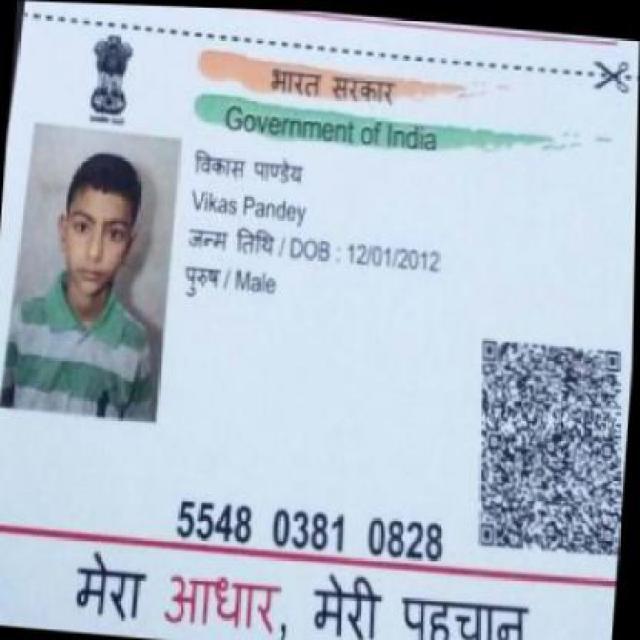 भारत सरकार
Government of India
विकास पाण्डेय
Vikas Pandey
जन्म तिथि / DOB : 12/01/2012
पुरुष / Male
5548 0381 0828
मेरा आधार, मेरी पहचान